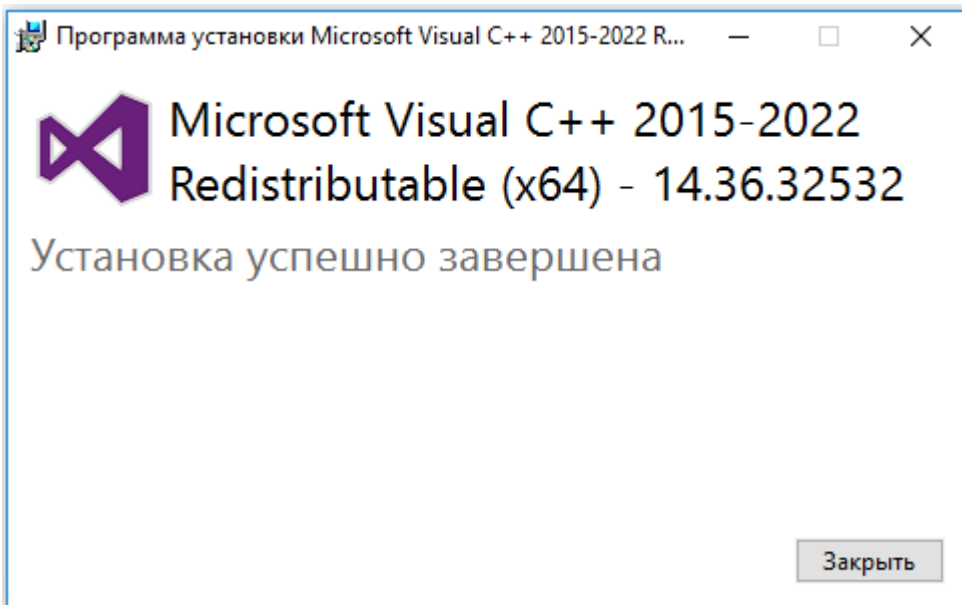 Программа установки Microsoft Visual C++ 2015-2022 R...
Microsoft Visual C++ 2015-2022
Redistributable (x64) - 14.36.32532
Установка успешно завершена
Закрыть